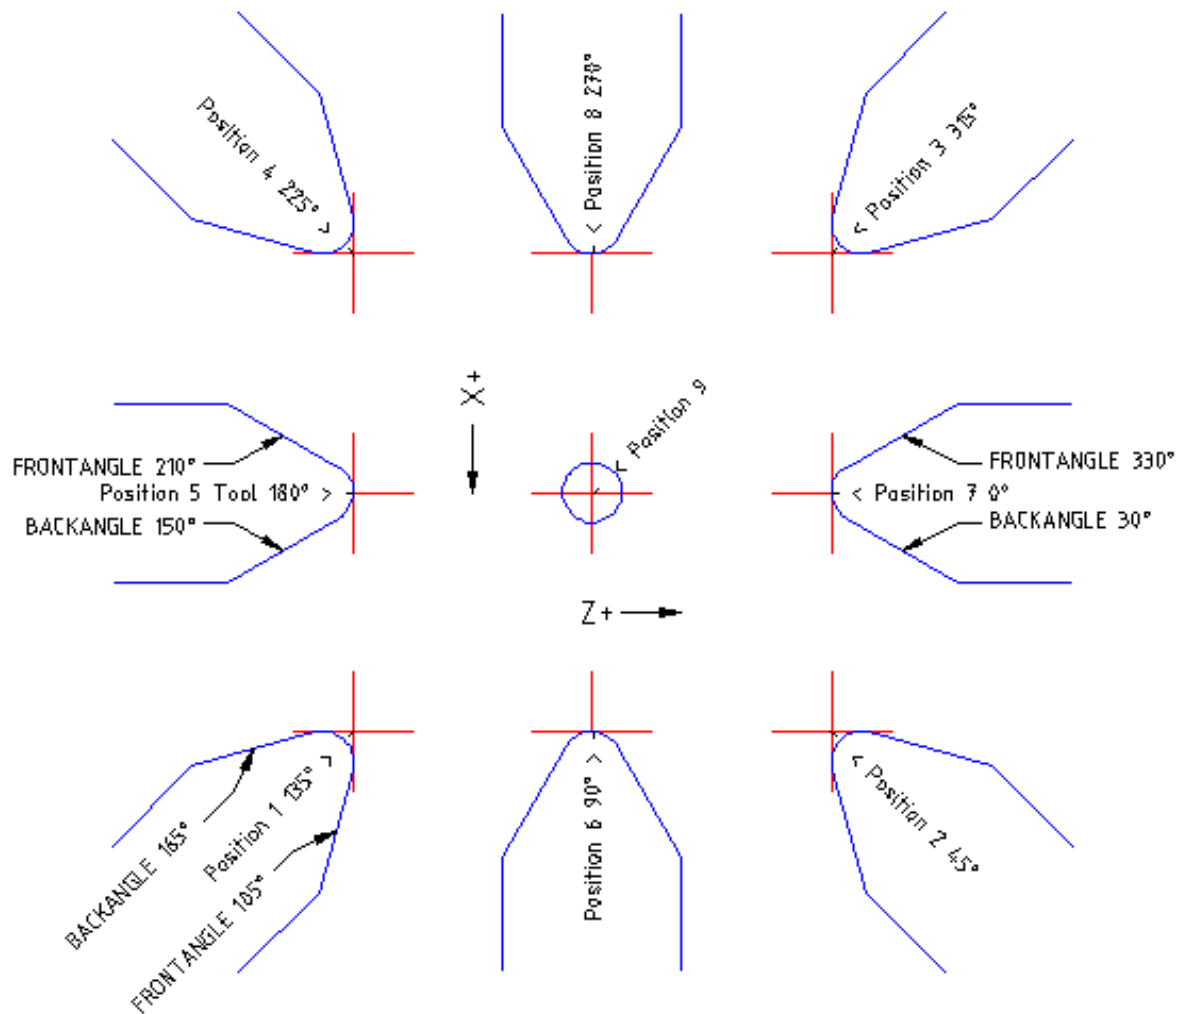 Position 4 225° >
< Position 8 270°
< Position 3 315°
X+
< Position 9
FRONTANGLE 210°
Position 5 Tool 180° >
BACKANGLE 150°
FRONTANGLE 330°
< Position 7 0°
BACKANGLE 30°
Z+
BACKANGLE 165°
Position 1 135° >
FRONTANGLE 105°
Position 6 90° >
< Position 2 45°